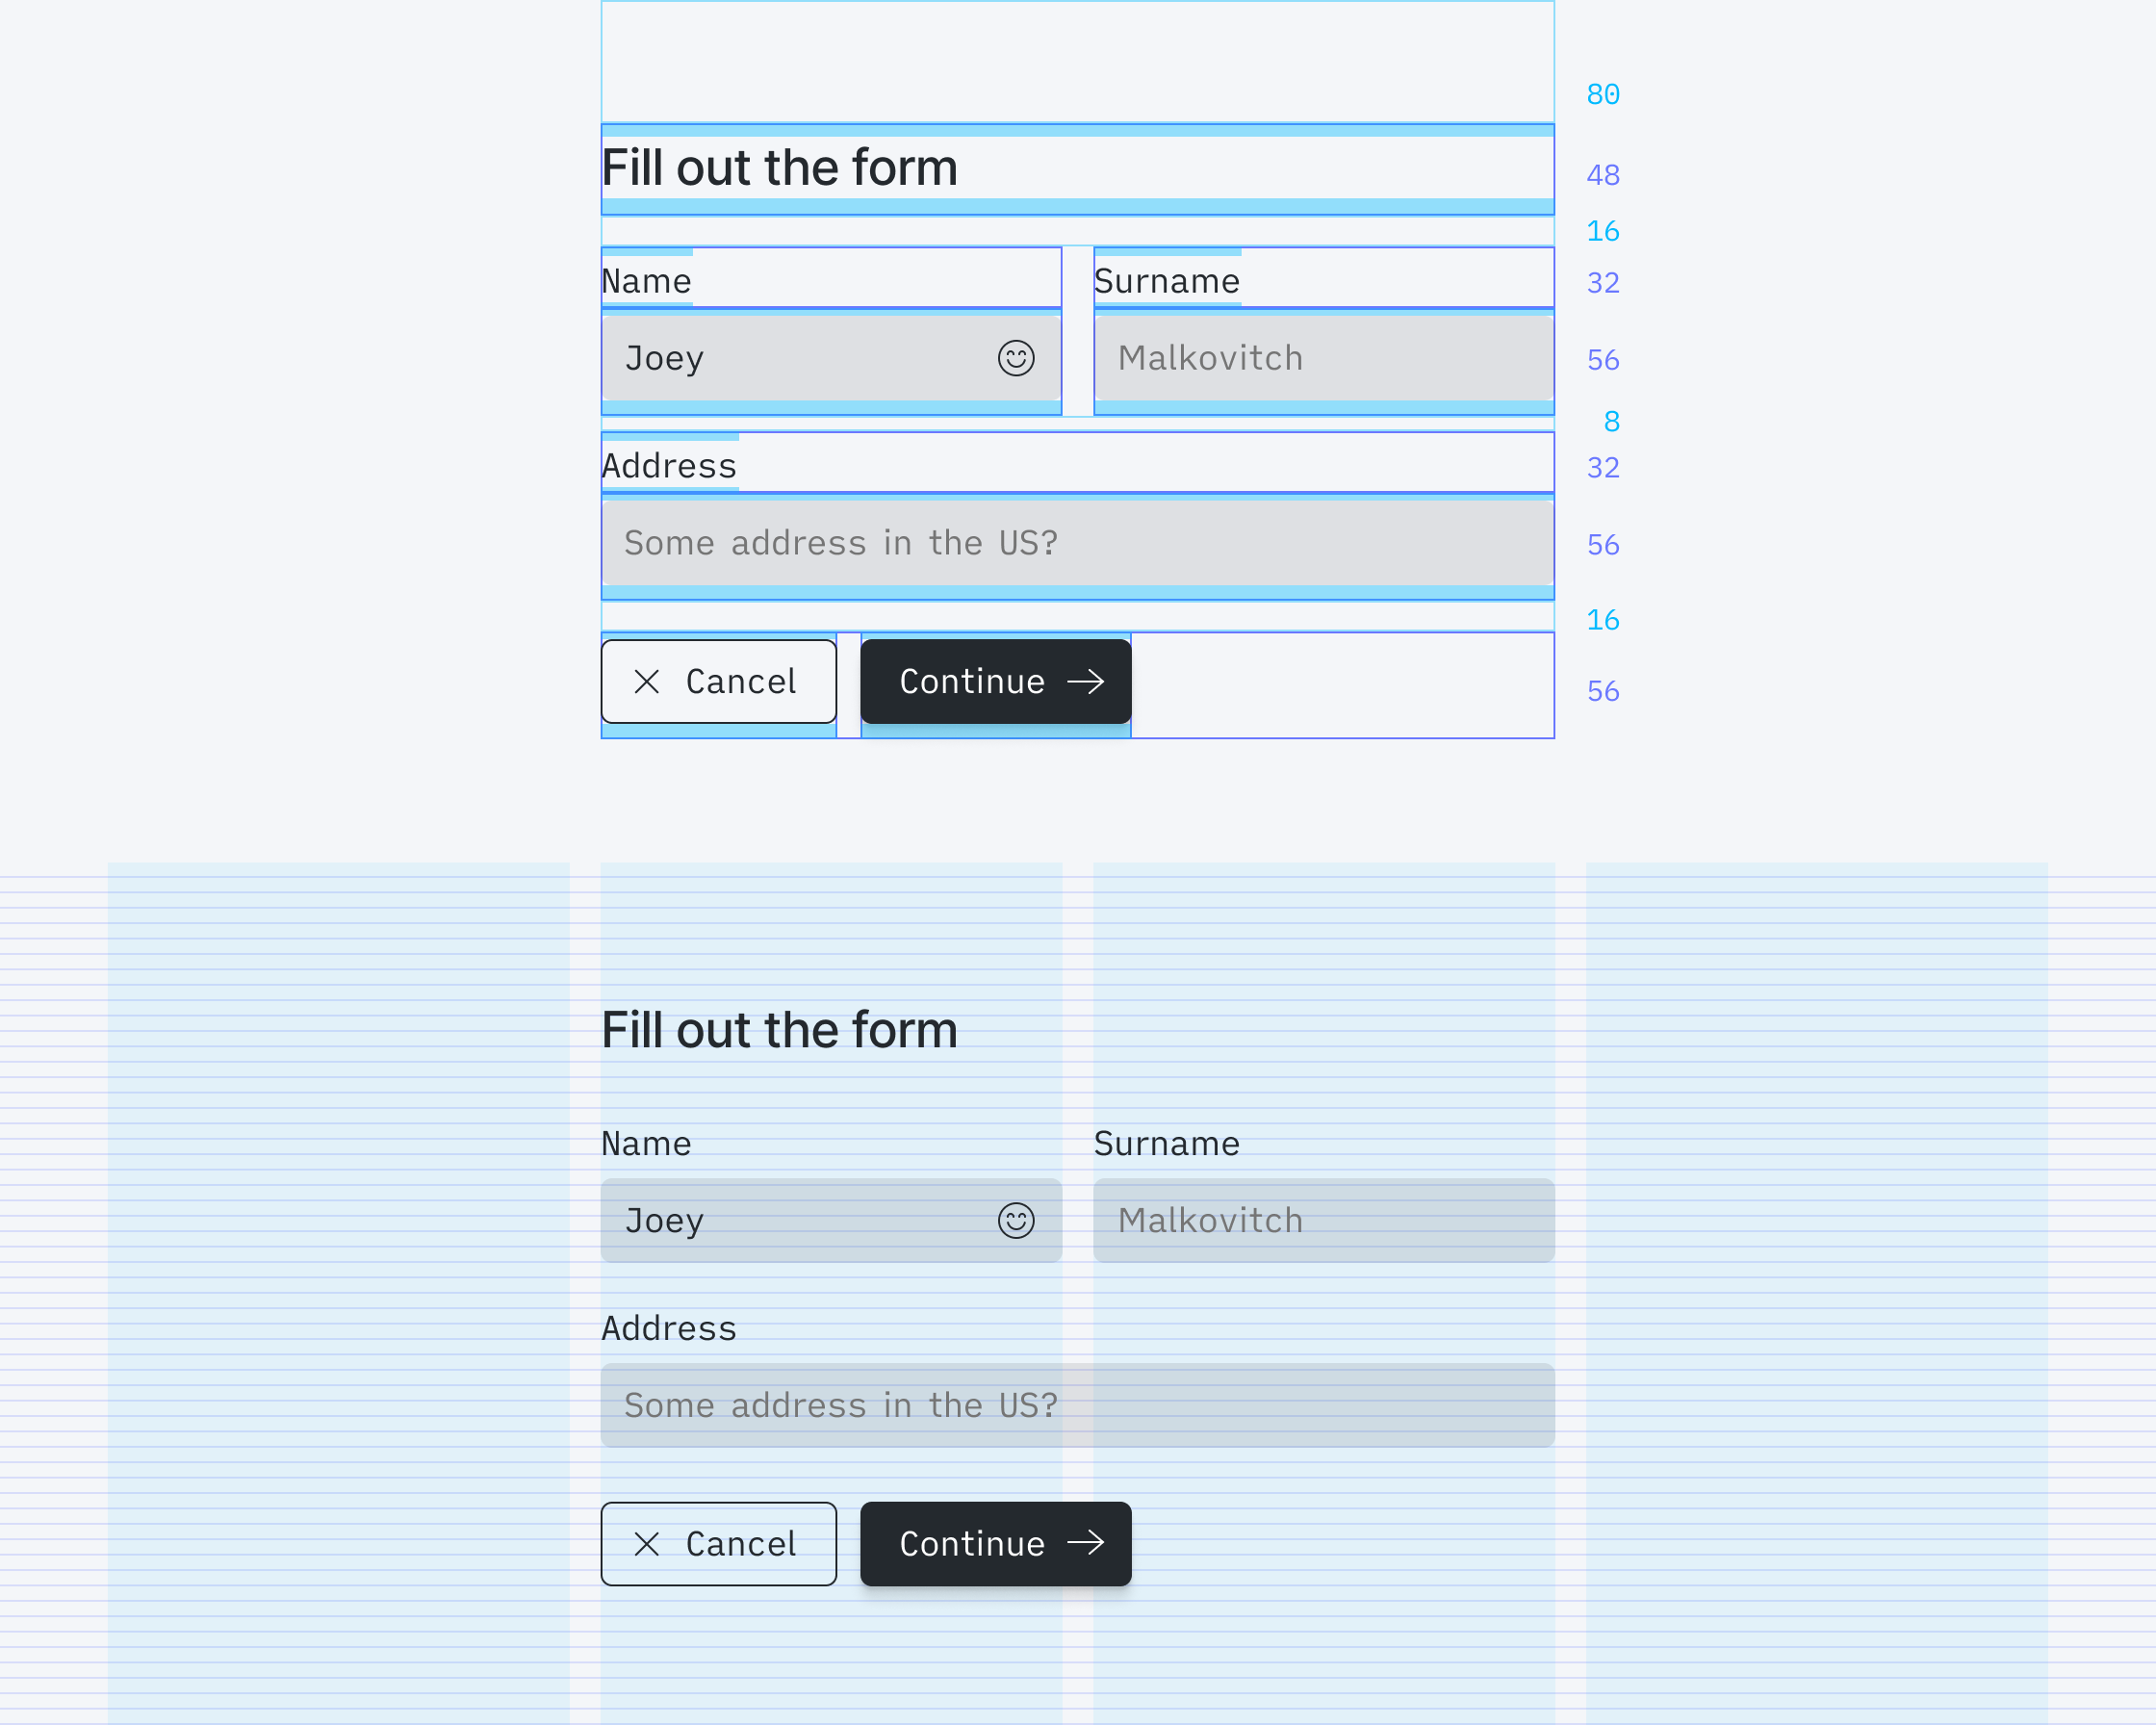 80
Fill out the form
48
16
Name Surname
32
Joey Malkovitch
56
8
Address
32
Some address in the US?
56
16
Cancel Continue
56
Fill out the form
Name Surname
Joey Malkovitch
Address
Some address in the US?
Cancel Continue